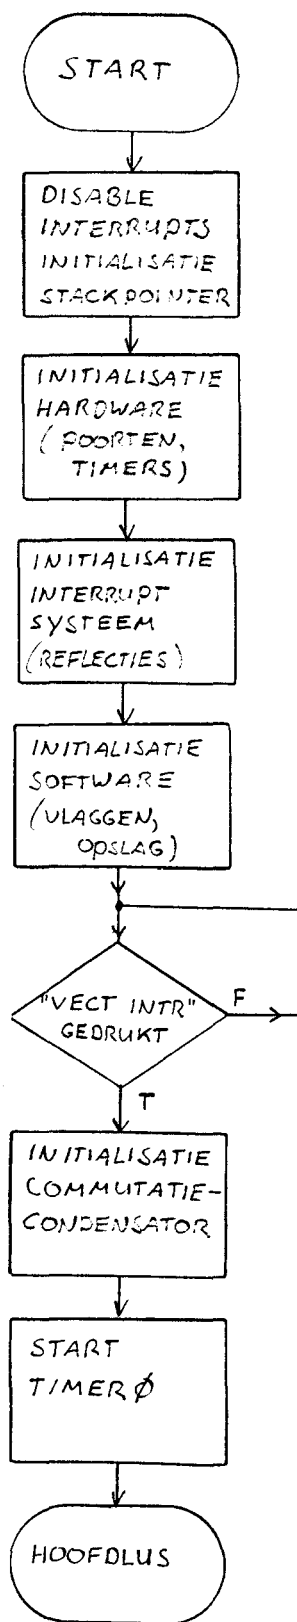 START
DISABLE
INTERRUPTS
INITIALISATIE
STACKPOINTER
INITIALISATIE
HARDWARE
(POORTEN,
TIMERS)
INITIALISATIE
INTERRUPT
SYSTEEM
(REFLECTIES)
INITIALISATIE
SOFTWARE
(VLAGGEN,
OPSLAG)
"VECT INTR" F
GEDRUKT
T
INITIALISATIE
COMMUTATIE-
CONDENSATOR
START
TIMER Ø
HOOFDLUS